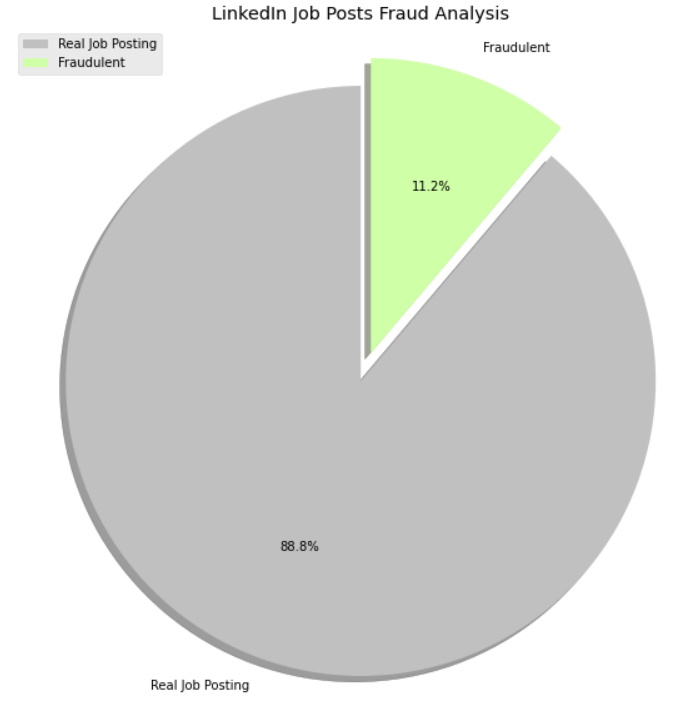 LinkedIn Job Posts Fraud Analysis
Real Job Posting
Fraudulent
Fraudulent
11.2%
88.8%
Real Job Posting